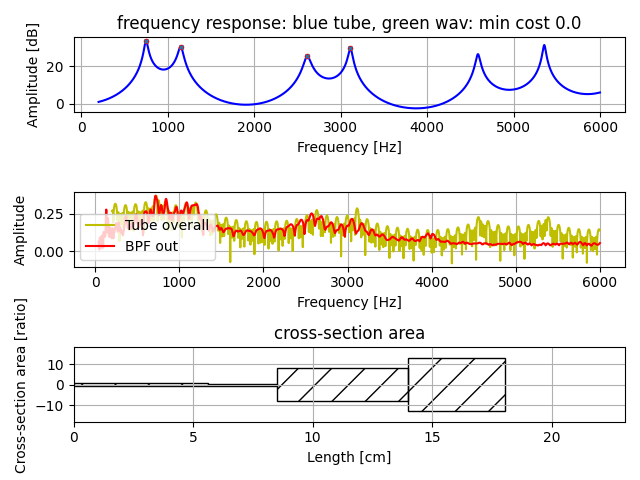 frequency response: blue tube, green wav: min cost 0.0
Amplitude [dB]
20
0
0 1000 2000 3000 4000 5000 6000
Frequency [Hz]
Amplitude
0.25
0.00
Tube overall
BPF out
0 1000 2000 3000 4000 5000 6000
Frequency [Hz]
cross-section area
Cross-section area [ratio]
10
0
−10
0 5 10 15 20
Length [cm]